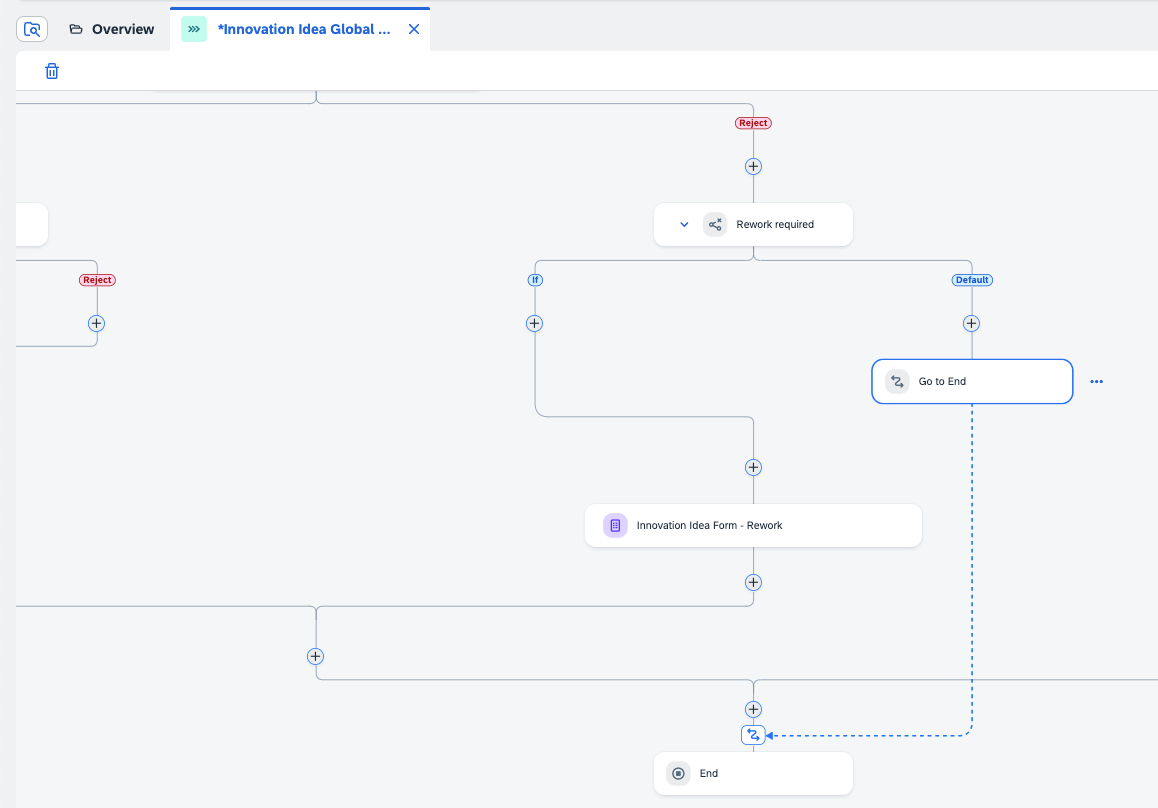 Overview
*Innovation Idea Global ...
Reject
Rework required
Reject
If
Default
Go to End
Innovation Idea Form - Rework
End